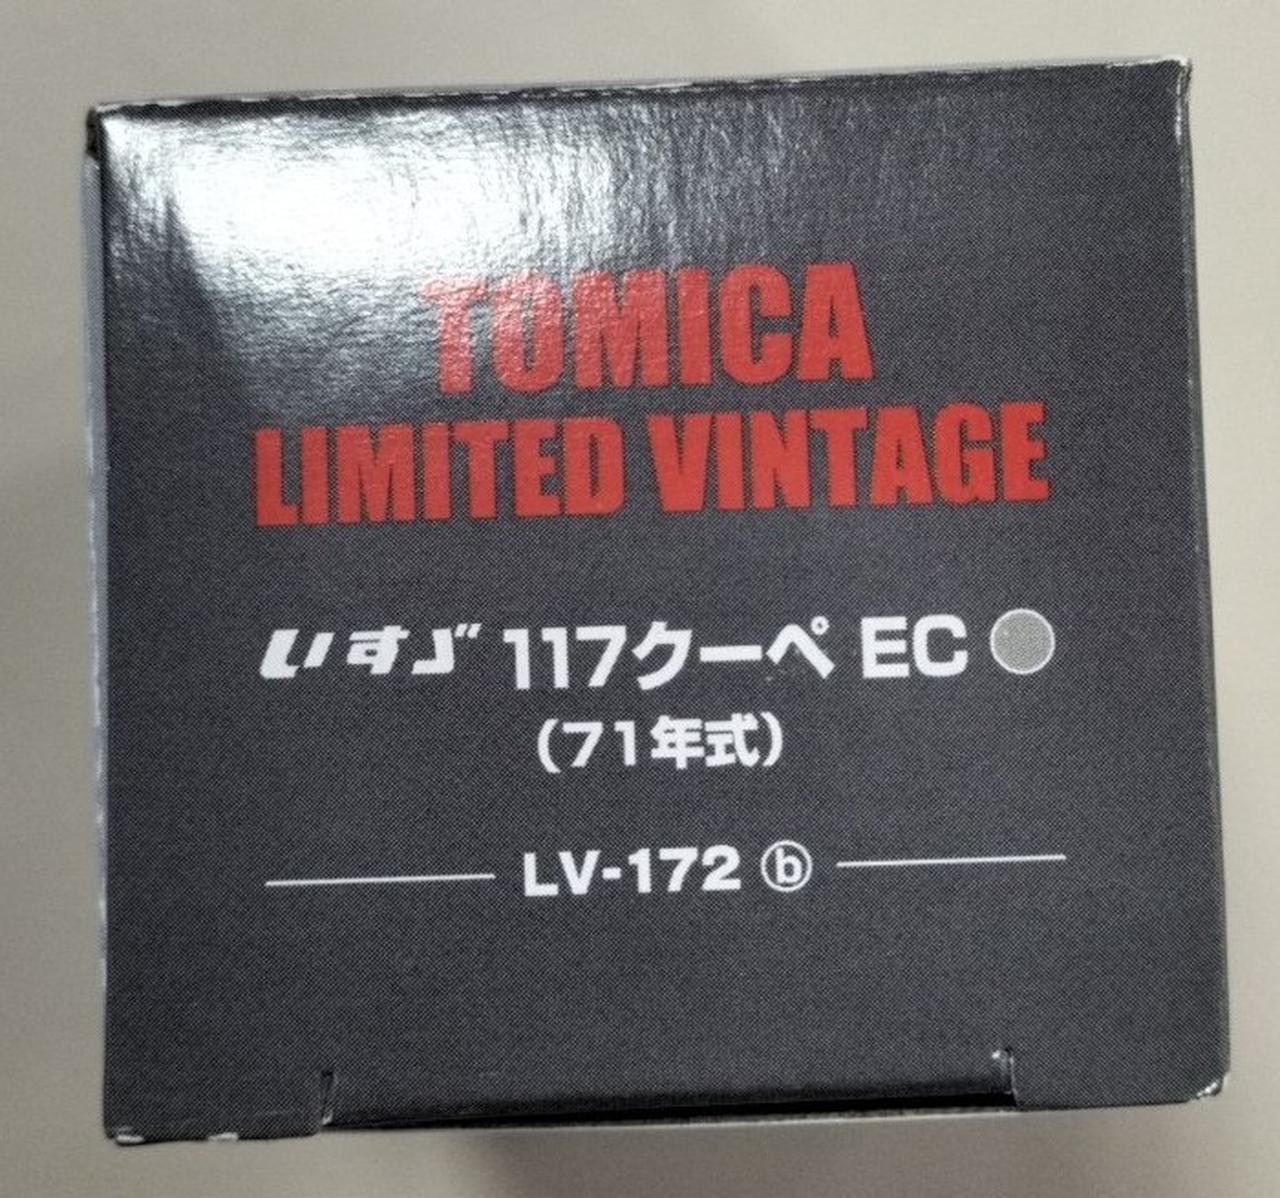 TOMICA
LIMITED VINTAGE
いすゞ 117クーペ EC
（71年式）
LV-172 ⓑ